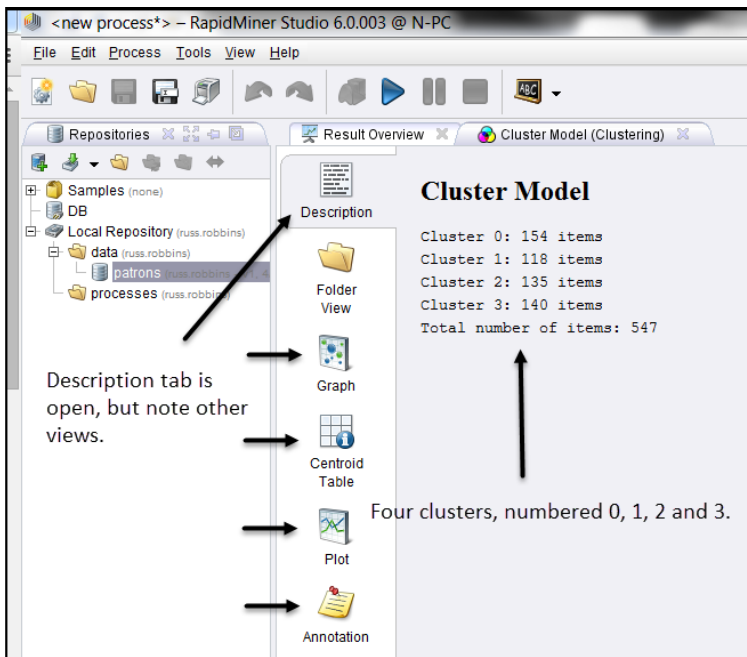 <new process*> – RapidMiner Studio 6.0.003 @ N-PC
File Edit Process Tools View Help
ABC
Repositories
Result Overview
Cluster Model (Clustering)
Samples (none)
DB
Local Repository (russ.robbins)
data (russ.robbins)
patrons
processes (russ.robbins)
Description
Folder
View
Graph
Centroid
Table
Plot
Annotation
Cluster Model
Cluster 0: 154 items
Cluster 1: 118 items
Cluster 2: 135 items
Cluster 3: 140 items
Total number of items: 547
Description tab is
open, but note other
views.
Four clusters, numbered 0, 1, 2 and 3.